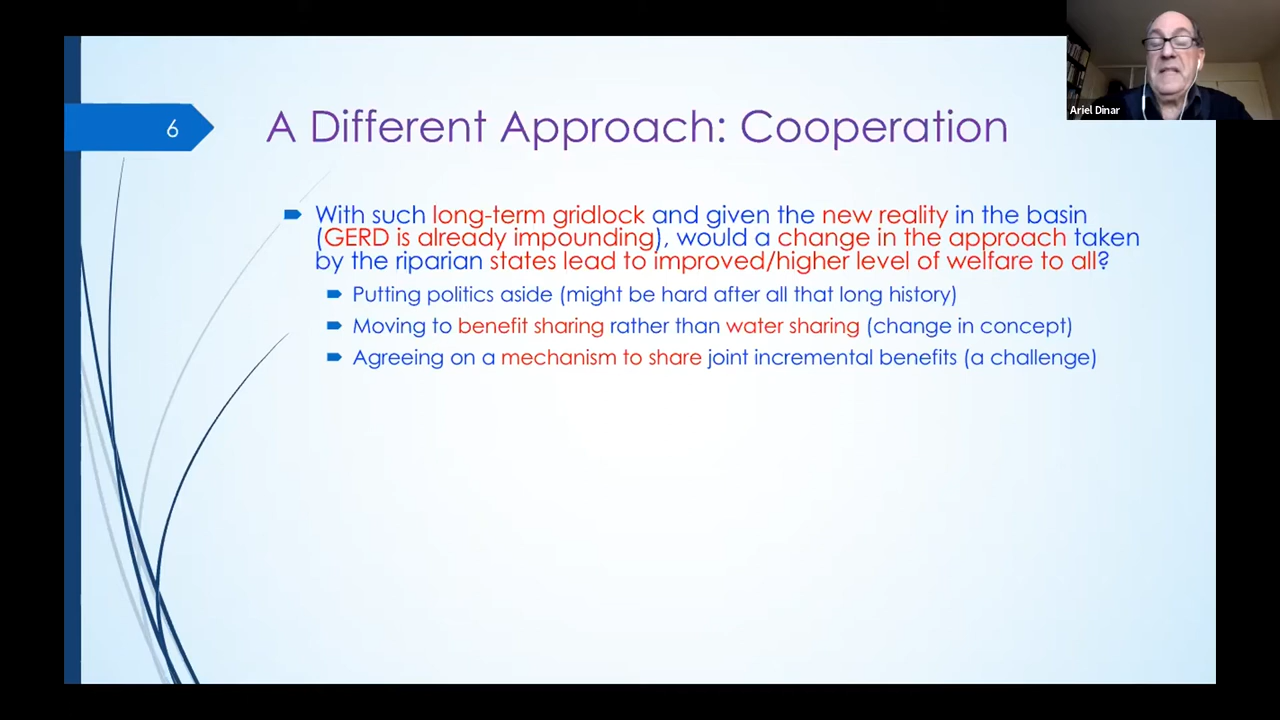 Ariel Dinar
6
A Different Approach: Cooperation
With such long-term gridlock and given the new reality in the basin
(GERD is already impounding), would a change in the approach taken
by the riparian states lead to improved/higher level of welfare to all?
Putting politics aside (might be hard after all that long history)
Moving to benefit sharing rather than water sharing (change in concept)
Agreeing on a mechanism to share joint incremental benefits (a challenge)